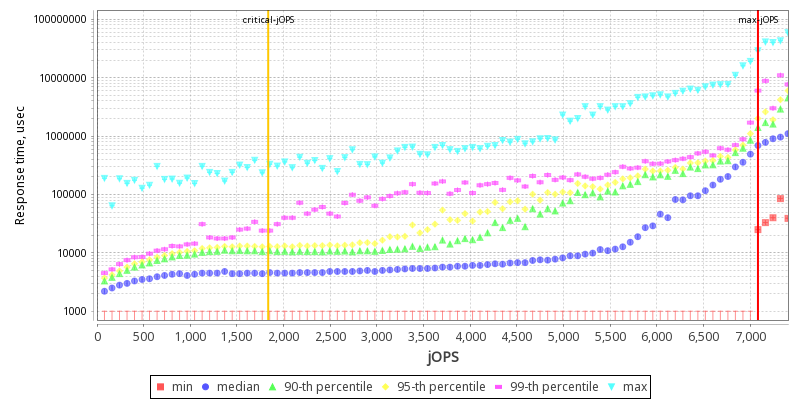 critical-jOPS max-jOPS
100000000
10000000
1000000
100000
10000
1000
Response time, usec
0 500 1,000 1,500 2,000 2,500 3,000 3,500 4,000 4,500 5,000 5,500 6,000 6,500 7,000
jOPS
min median 90-th percentile 95-th percentile 99-th percentile max